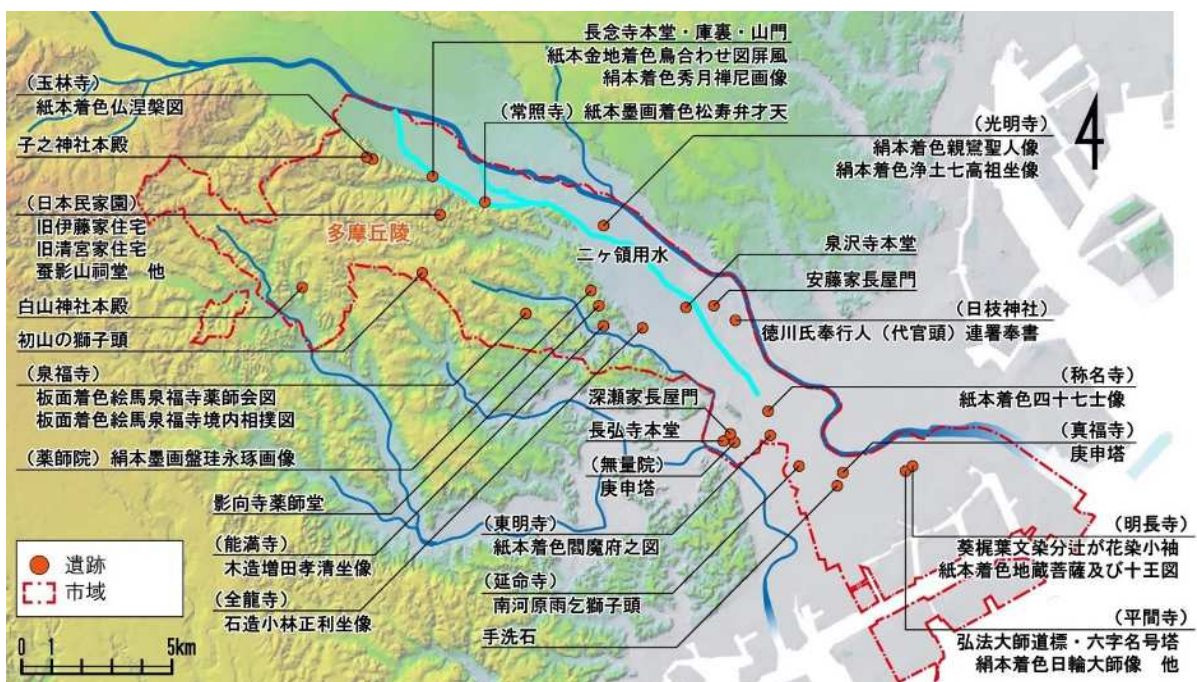 長念寺本堂・庫裏・山門
紙本金地着色鳥合わせ図屏風
絹本着色秀月禅尼画像
(玉林寺)
紙本着色仏涅槃図
(常照寺) 紙本墨画着色松寿弁才天
(光明寺)
絹本着色親鸞聖人像
絹本着色浄土七高祖坐像
4
子之神社本殿
(日本民家園)
旧伊藤家住宅
旧清宮家住宅
蚕影山祠堂 他
多摩丘陵
二ヶ領用水
泉沢寺本堂
安藤家長屋門
白山神社本殿
(日枝神社)
徳川氏奉行人(代官頭)連署奉書
初山の獅子頭
(泉福寺)
板面着色絵馬泉福寺薬師会図
板面着色絵馬泉福寺境内相撲図
(称名寺)
紙本着色四十七士像
深瀬家長屋門
長弘寺本堂
(真福寺)
庚申塔
(薬師院) 絹本墨画盤珪永琢画像
(無量院)
庚申塔
影向寺薬師堂
(東明寺)
紙本着色閻魔府之図
(明長寺)
葵梶葉文染分辻が花染小袖
紙本着色地蔵菩薩及び十王図
(能満寺)
木造増田孝清坐像
(延命寺)
南河原雨乞獅子頭
(全龍寺)
石造小林正利坐像
手洗石
(平間寺)
弘法大師道標・六字名号塔
絹本着色日輪大師像 他
遺跡
市域
0 1 5km